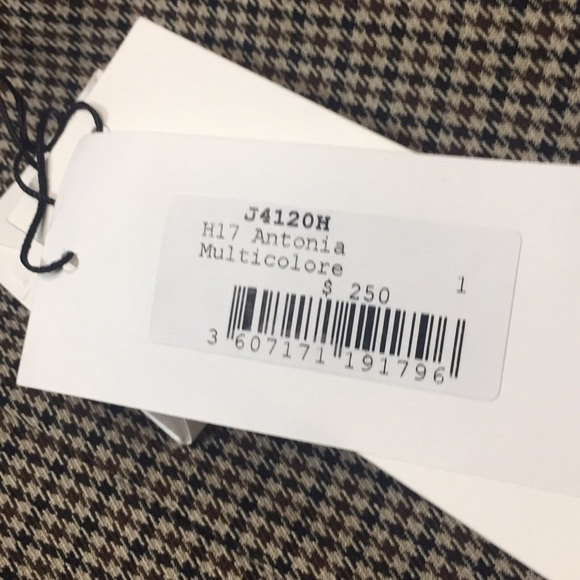 J4120H
H17 Antonia
Multicolore
$ 250 1
3 607171 191796